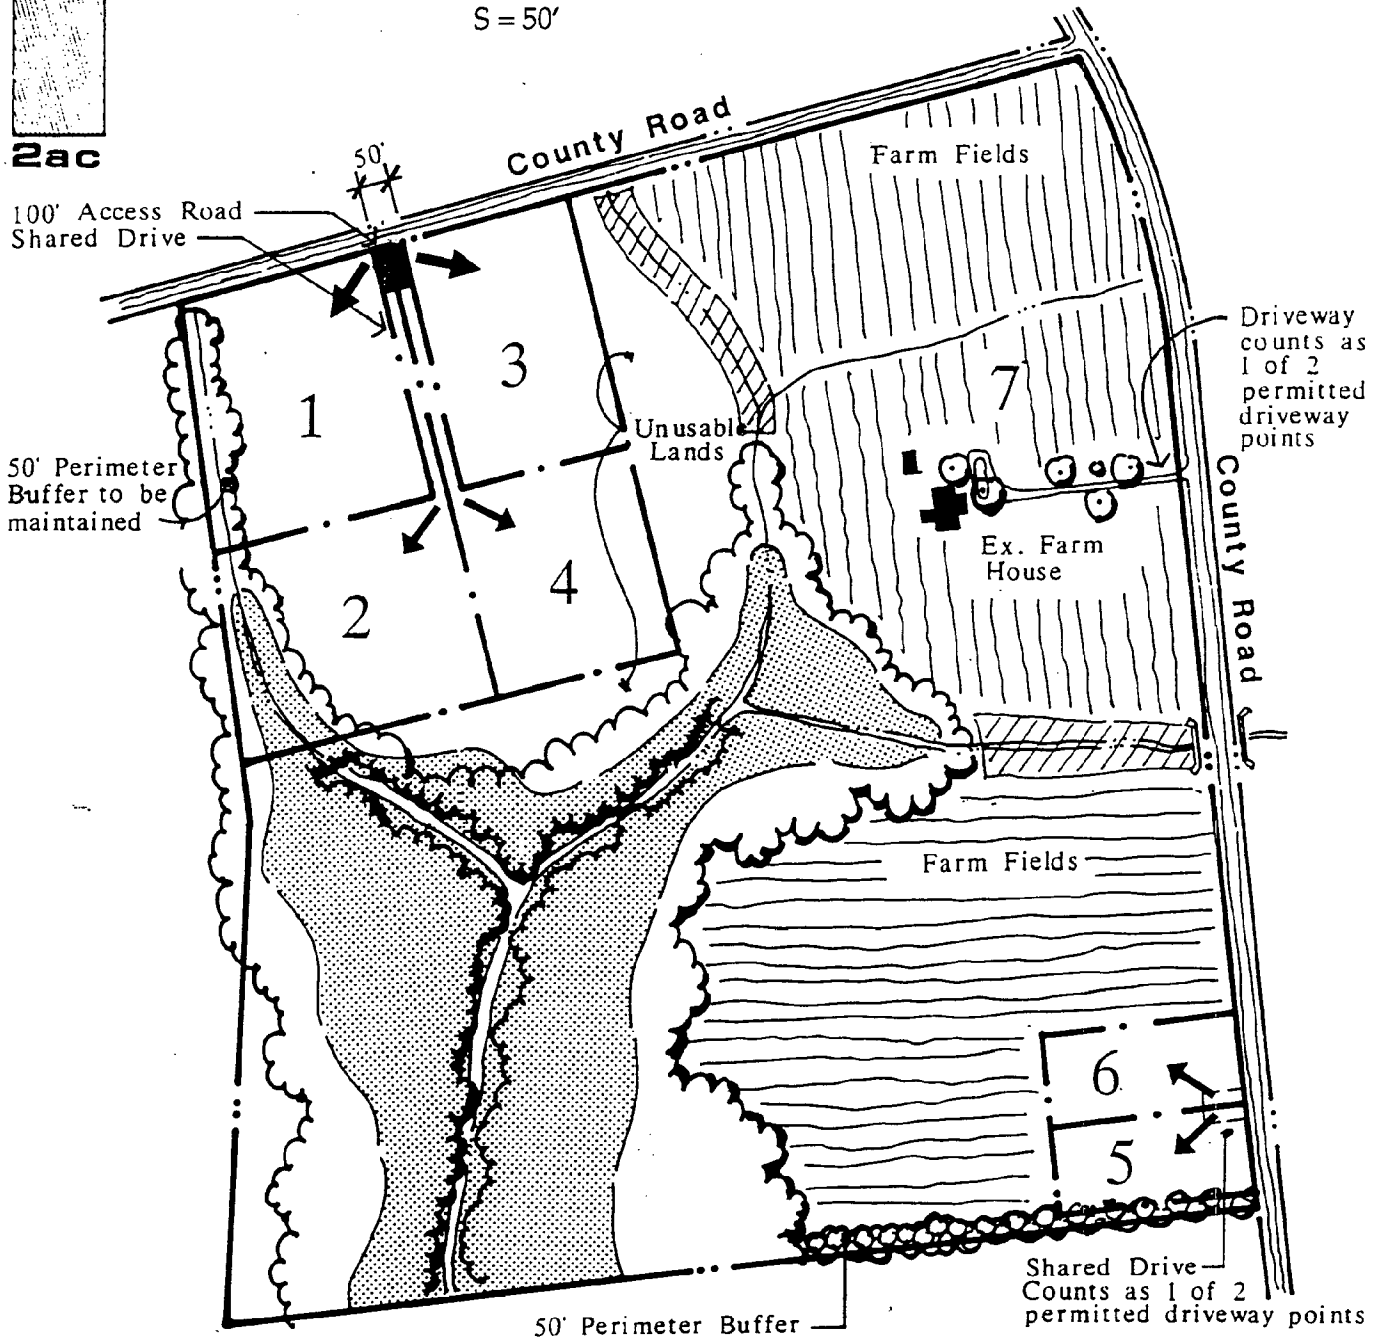 S = 50'
2ac
50'
County Road
Farm Fields
100' Access Road
Shared Drive
Driveway
counts as
1 of 2
permitted
driveway
points
3
7
1
Unusable
Lands
50' Perimeter
Buffer to be
maintained
County Road
Ex. Farm
House
4
2
Farm Fields
6
5
Shared Drive
Counts as 1 of 2
permitted driveway points
50' Perimeter Buffer